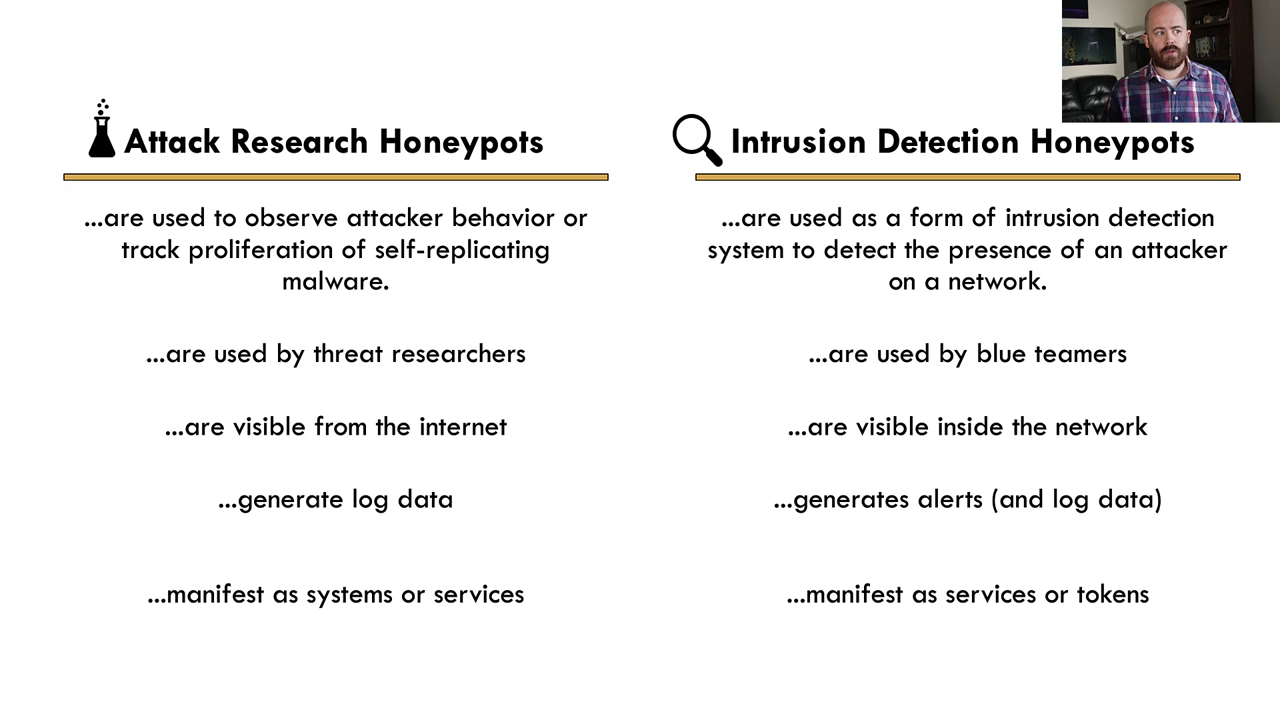 Attack Research Honeypots
...are used to observe attacker behavior or
track proliferation of self-replicating
malware.
...are used by threat researchers
...are visible from the internet
...generate log data
...manifest as systems or services
Intrusion Detection Honeypots
...are used as a form of intrusion detection
system to detect the presence of an attacker
on a network.
...are used by blue teamers
...are visible inside the network
...generates alerts (and log data)
...manifest as services or tokens